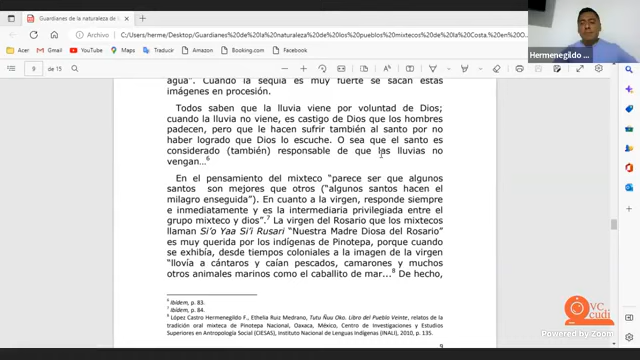 Guardianes de la naturaleza de
C:/Users/herme/Desktop/Guardianes%20de%20la%20naturaleza%20de%20los%20pueblos%20mixtecos%20de%20la%20Costa.%20en%20Cost...
Acer
Gmail
YouTube
Maps
Traducir
Noticias
9
de 15
agua”. Cuando la sequía es muy fuerte se sacan estas
imágenes en procesión.
Todos saben que la lluvia viene por voluntad de Dios;
cuando la lluvia no viene, es castigo de Dios que los hombres
padecen, pero que le hacen sufrir también al santo por no
haber logrado que Dios lo escuche. O sea que el santo es
considerado (también) responsable de que las lluvias no
vengan...6
En el pensamiento del mixteco “parece ser que algunos
santos son mejores que otros (“algunos santos hacen el
milagro enseguida”). En cuanto a la virgen, responde siempre
e inmediatamente y es la intermediaria privilegiada entre el
grupo mixteco y dios”.7 La virgen del Rosario que los mixtecos
llaman Si’o Yaa Si’i Rusari “Nuestra Madre Diosa del Rosario”
es muy querida por los indígenas de Pinotepa, porque cuando
se exhibía, desde tiempos coloniales a la imagen de la virgen
“llovía a cántaros y caían pescados, camarones y muchos
otros animales marinos como el caballito de mar...8 De hecho,
6 Ibídem, p. 83.
7 Ibídem, p. 84.
8 López Castro Hermenegildo F., Ethelia Ruiz Medrano, Tutu Ñuu Oko. Libro del Pueblo Veinte, relatos de la
tradición oral mixteca de Pinotepa Nacional, Oaxaca, México, Centro de Investigaciones y Estudios
Superiores en Antropología Social (CIESAS), Instituto Nacional de Lenguas Indígenas (INALI), 2010, p. 135.
9
Hermenegildo
VC
cudi
Powered by Zoom